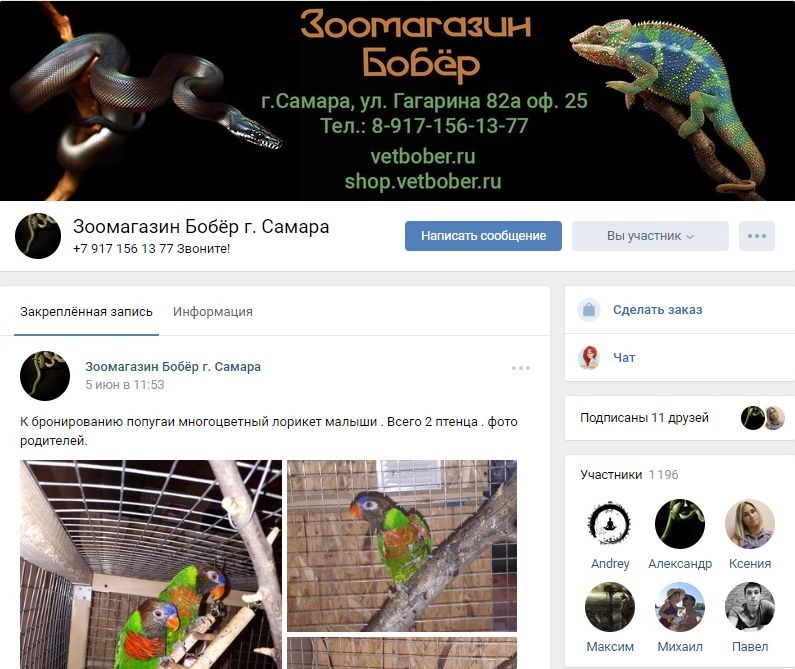 Зоомагазин
Бобёр
г.Самара, ул. Гагарина 82а оф. 25
Тел.: 8-917-156-13-77
vetbober.ru
shop.vetbober.ru
Зоомагазин Бобёр г. Самара
+7 917 156 13 77 Звоните!
Написать сообщение
Вы участник
Закреплённая запись
Информация
Зоомагазин Бобёр г. Самара
5 июн в 11:53
К бронированию попугаи многоцветный лорикет малыши . Всего 2 птенца . фото
родителей.
Сделать заказ
Чат
Подписаны 11 друзей
Участники 1 196
Andrey Александр Ксения
Максим Михаил Павел